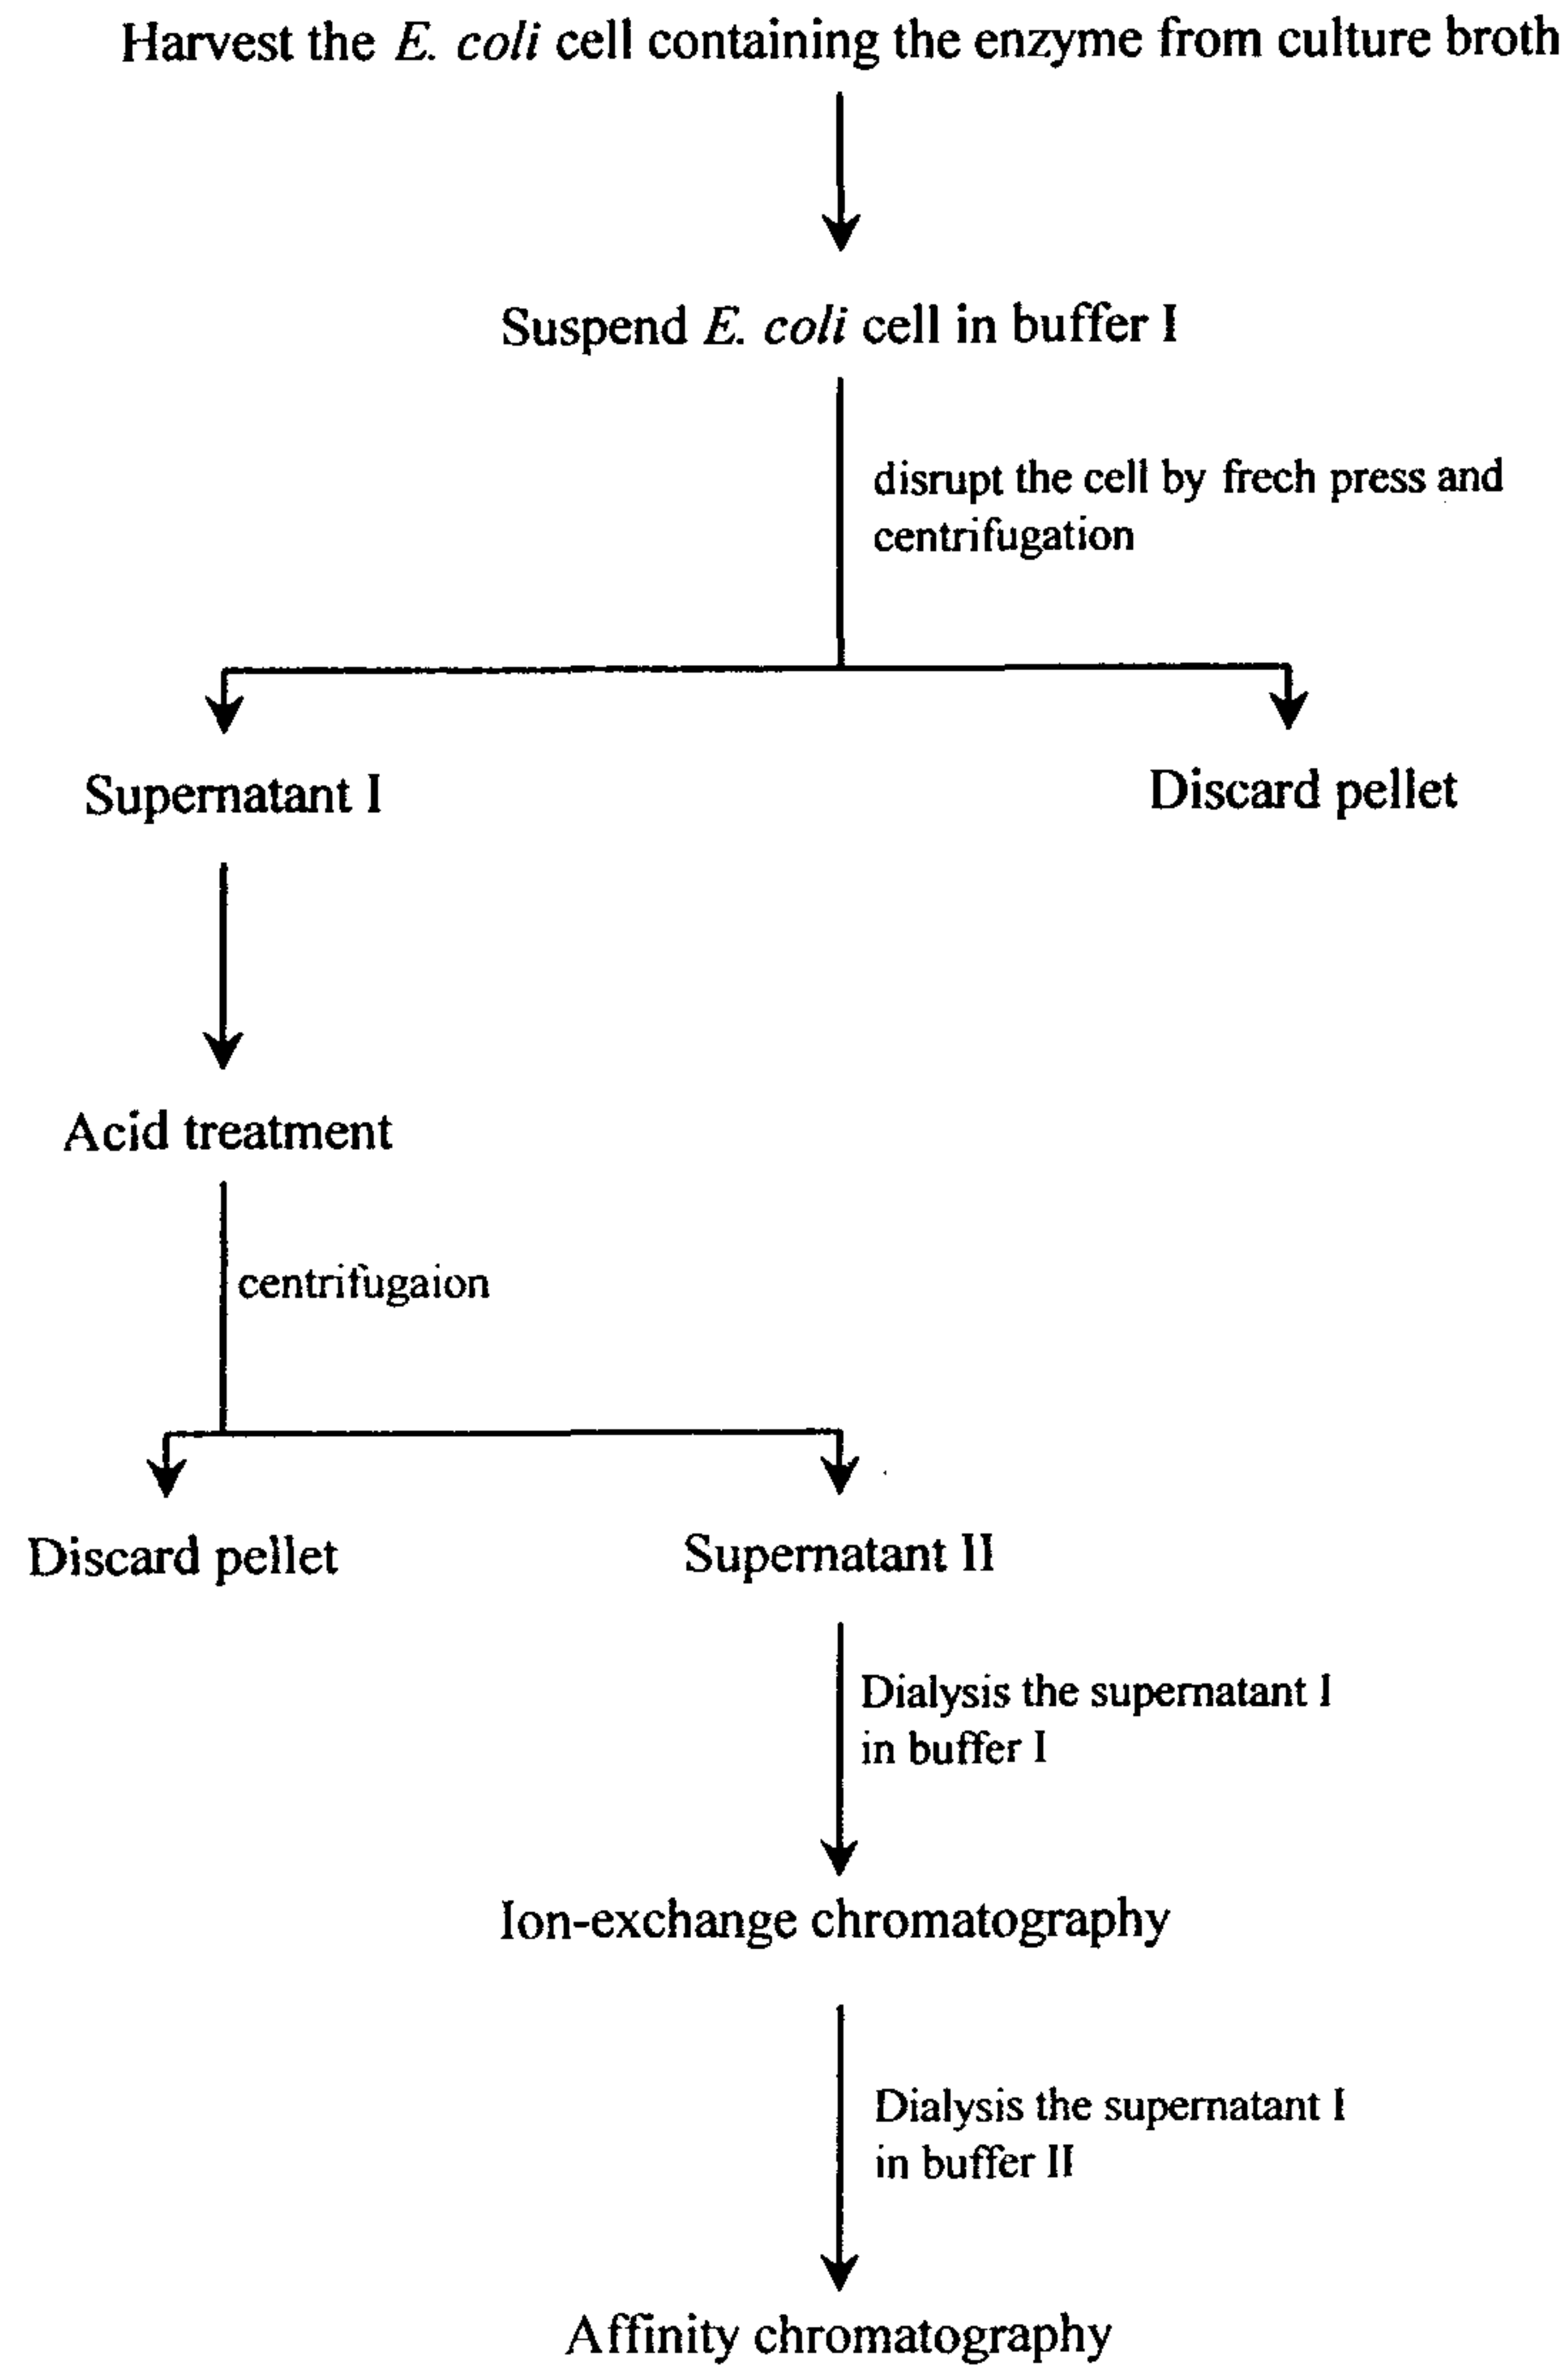 Harvest the E. coli cell containing the enzyme from culture broth
Suspend E. coli cell in buffer I
disrupt the cell by frech press and
centrifugation
Supernatant I
Discard pellet
Acid treatment
centrifugaion
Discard pellet
Supernatant II
Dialysis the supernatant I
in buffer I
Ion-exchange chromatography
Dialysis the supernatant I
in buffer II
Affinity chromatography